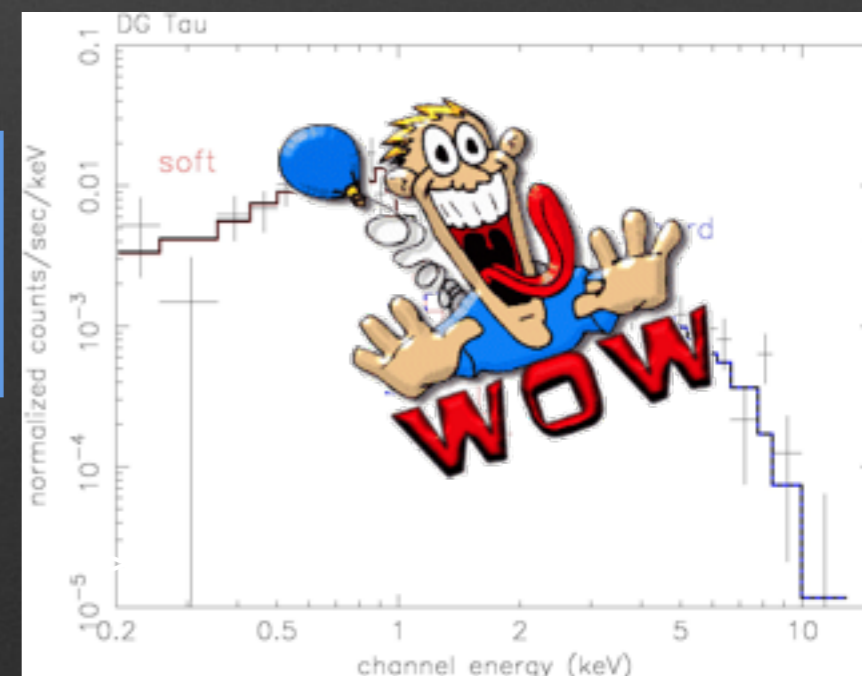 DG Tau
0.1
soft
rd
0.01
normalized counts/sec/keV
10⁻³
WOW
10⁻⁴
10⁻⁵
0.2 0.5 1 2 5 10
channel energy (keV)